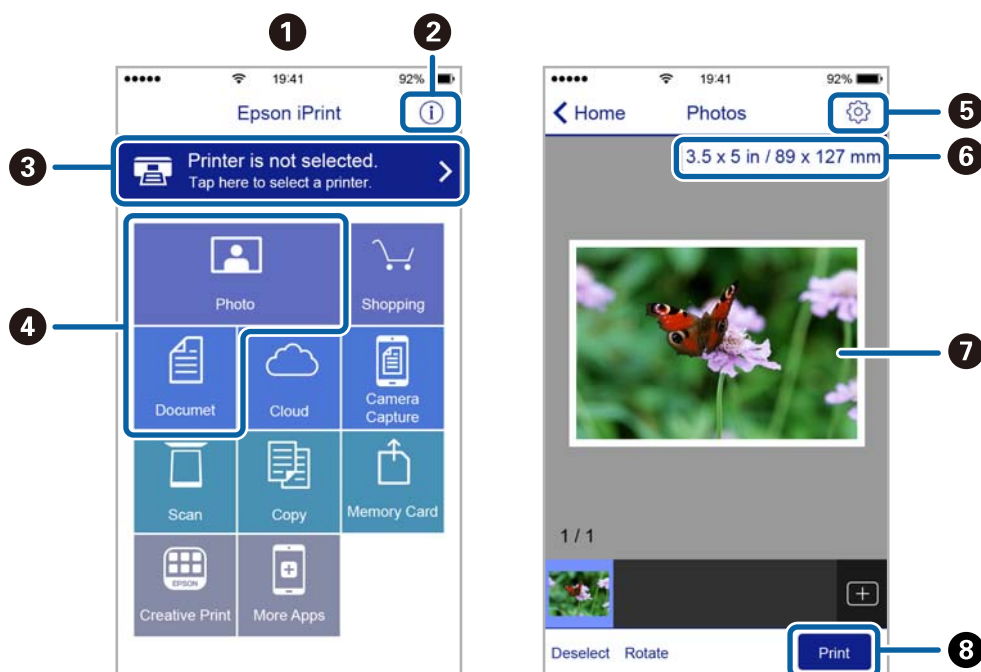 1
2
19:41
92%
Epson iPrint
3
Printer is not selected.
Tap here to select a printer.
4
Photo
Shopping
Documet
Cloud
Camera
Capture
Scan
Copy
Memory Card
EPSON
Creative Print
More Apps
19:41
92%
Home
Photos
5
3.5 x 5 in / 89 x 127 mm
6
7
1 / 1
Deselect
Rotate
Print
8